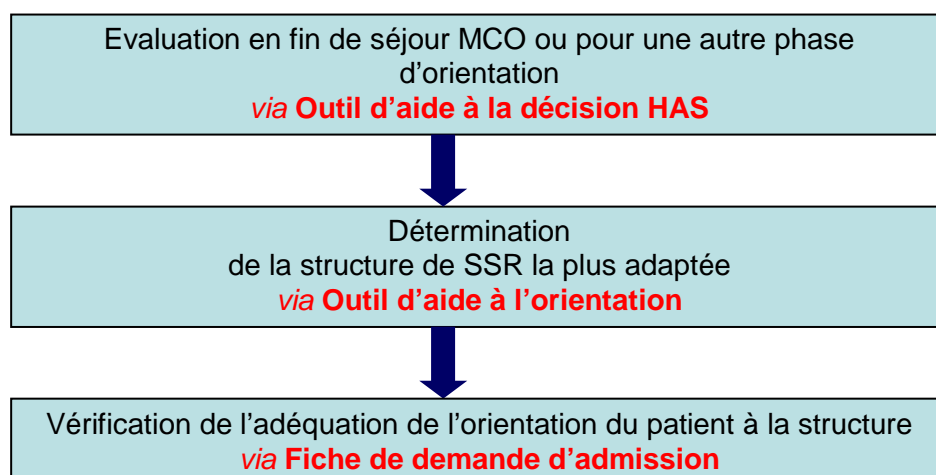 Evaluation en fin de séjour MCO ou pour une autre phase
d'orientation
via Outil d'aide à la décision HAS
Détermination
de la structure de SSR la plus adaptée
via Outil d'aide à l'orientation
Vérification de l'adéquation de l'orientation du patient à la structure
via Fiche de demande d'admission